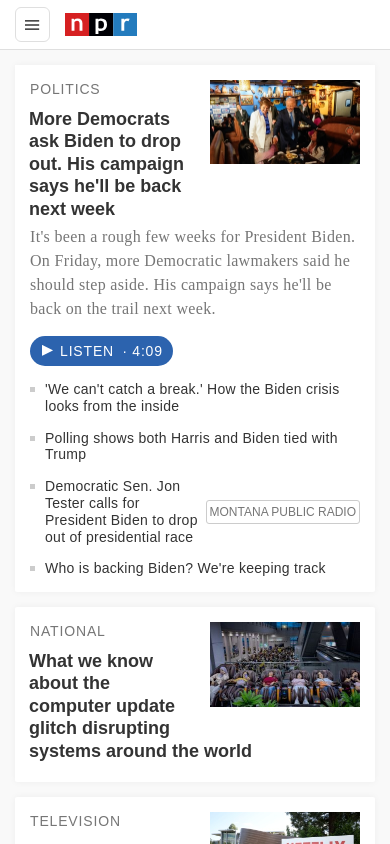 npr
POLITICS
More Democrats
ask Biden to drop
out. His campaign
says he'll be back
next week
It's been a rough few weeks for President Biden.
On Friday, more Democratic lawmakers said he
should step aside. His campaign says he'll be
back on the trail next week.
LISTEN · 4:09
'We can't catch a break.' How the Biden crisis
looks from the inside
Polling shows both Harris and Biden tied with
Trump
Democratic Sen. Jon
Tester calls for
President Biden to drop
out of presidential race
MONTANA PUBLIC RADIO
Who is backing Biden? We're keeping track
NATIONAL
What we know
about the
computer update
glitch disrupting
systems around the world
TELEVISION
NETFLIX